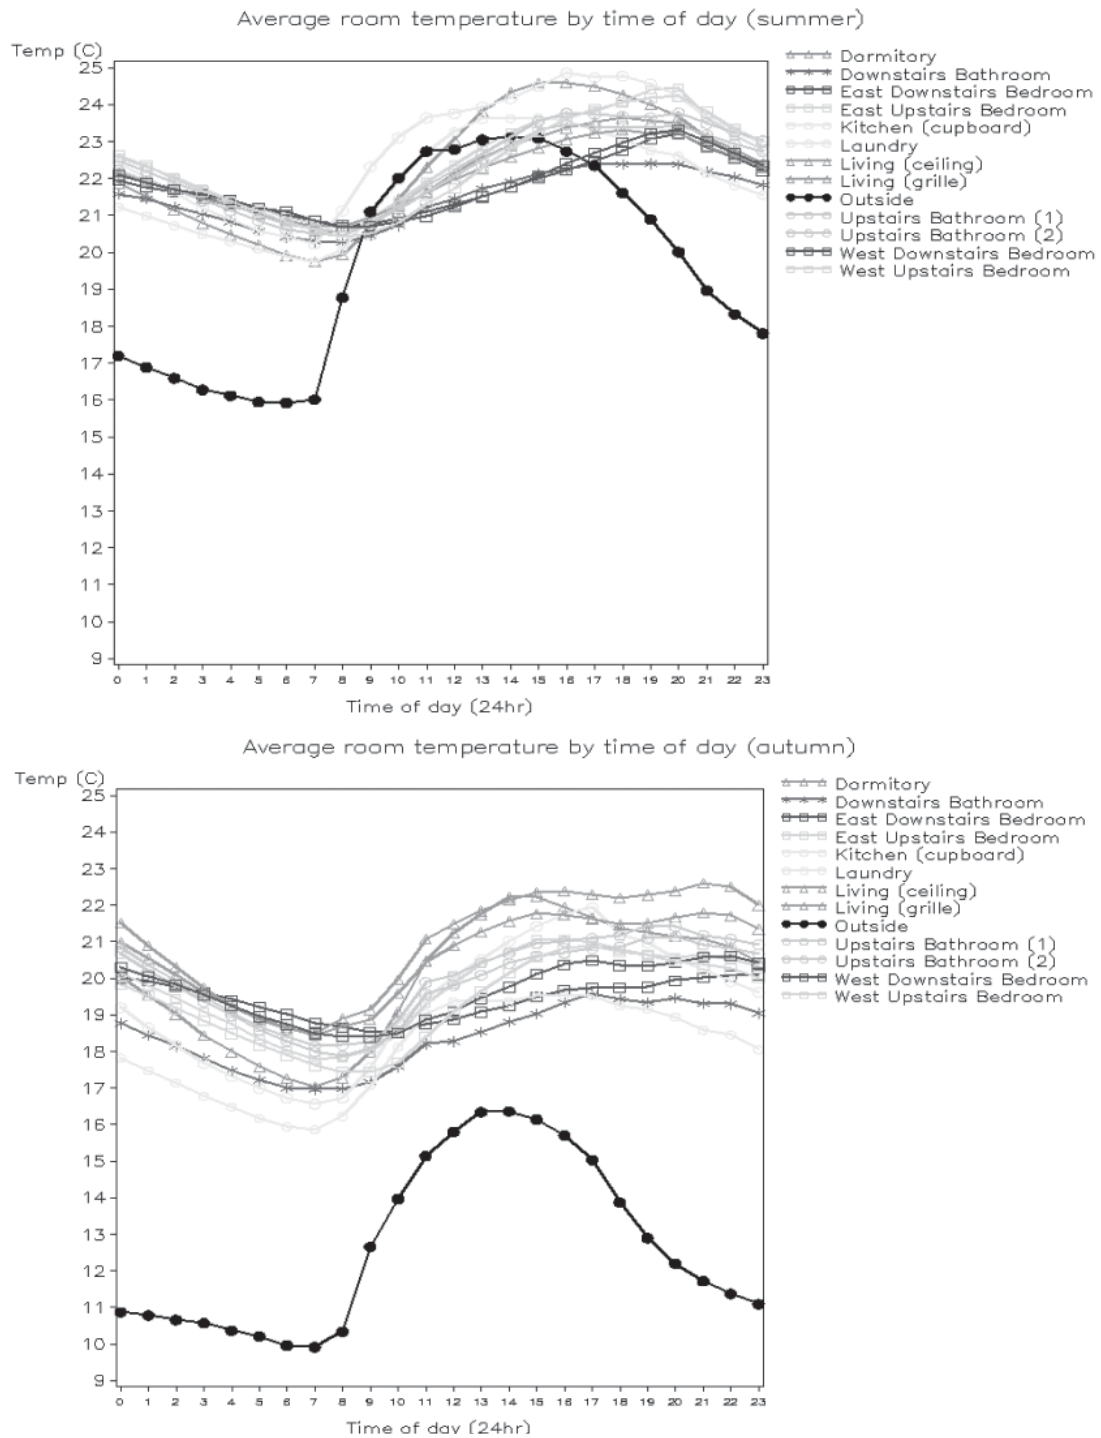 Average room temperature by time of day (summer)
Temp (C)
25
24
23
22
21
20
19
18
17
16
15
14
13
12
11
10
9
0 1 2 3 4 5 6 7 8 9 10 11 12 13 14 15 16 17 18 19 20 21 22 23
Time of day (24hr)
Dormitory
Downstairs Bathroom
East Downstairs Bedroom
East Upstairs Bedroom
Kitchen (cupboard)
Laundry
Living (ceiling)
Living (grille)
Outside
Upstairs Bathroom (1)
Upstairs Bathroom (2)
West Downstairs Bedroom
West Upstairs Bedroom
Average room temperature by time of day (autumn)
Temp (C)
25
24
23
22
21
20
19
18
17
16
15
14
13
12
11
10
9
0 1 2 3 4 5 6 7 8 9 10 11 12 13 14 15 16 17 18 19 20 21 22 23
Time of day (24hr)
Dormitory
Downstairs Bathroom
East Downstairs Bedroom
East Upstairs Bedroom
Kitchen (cupboard)
Laundry
Living (ceiling)
Living (grille)
Outside
Upstairs Bathroom (1)
Upstairs Bathroom (2)
West Downstairs Bedroom
West Upstairs Bedroom